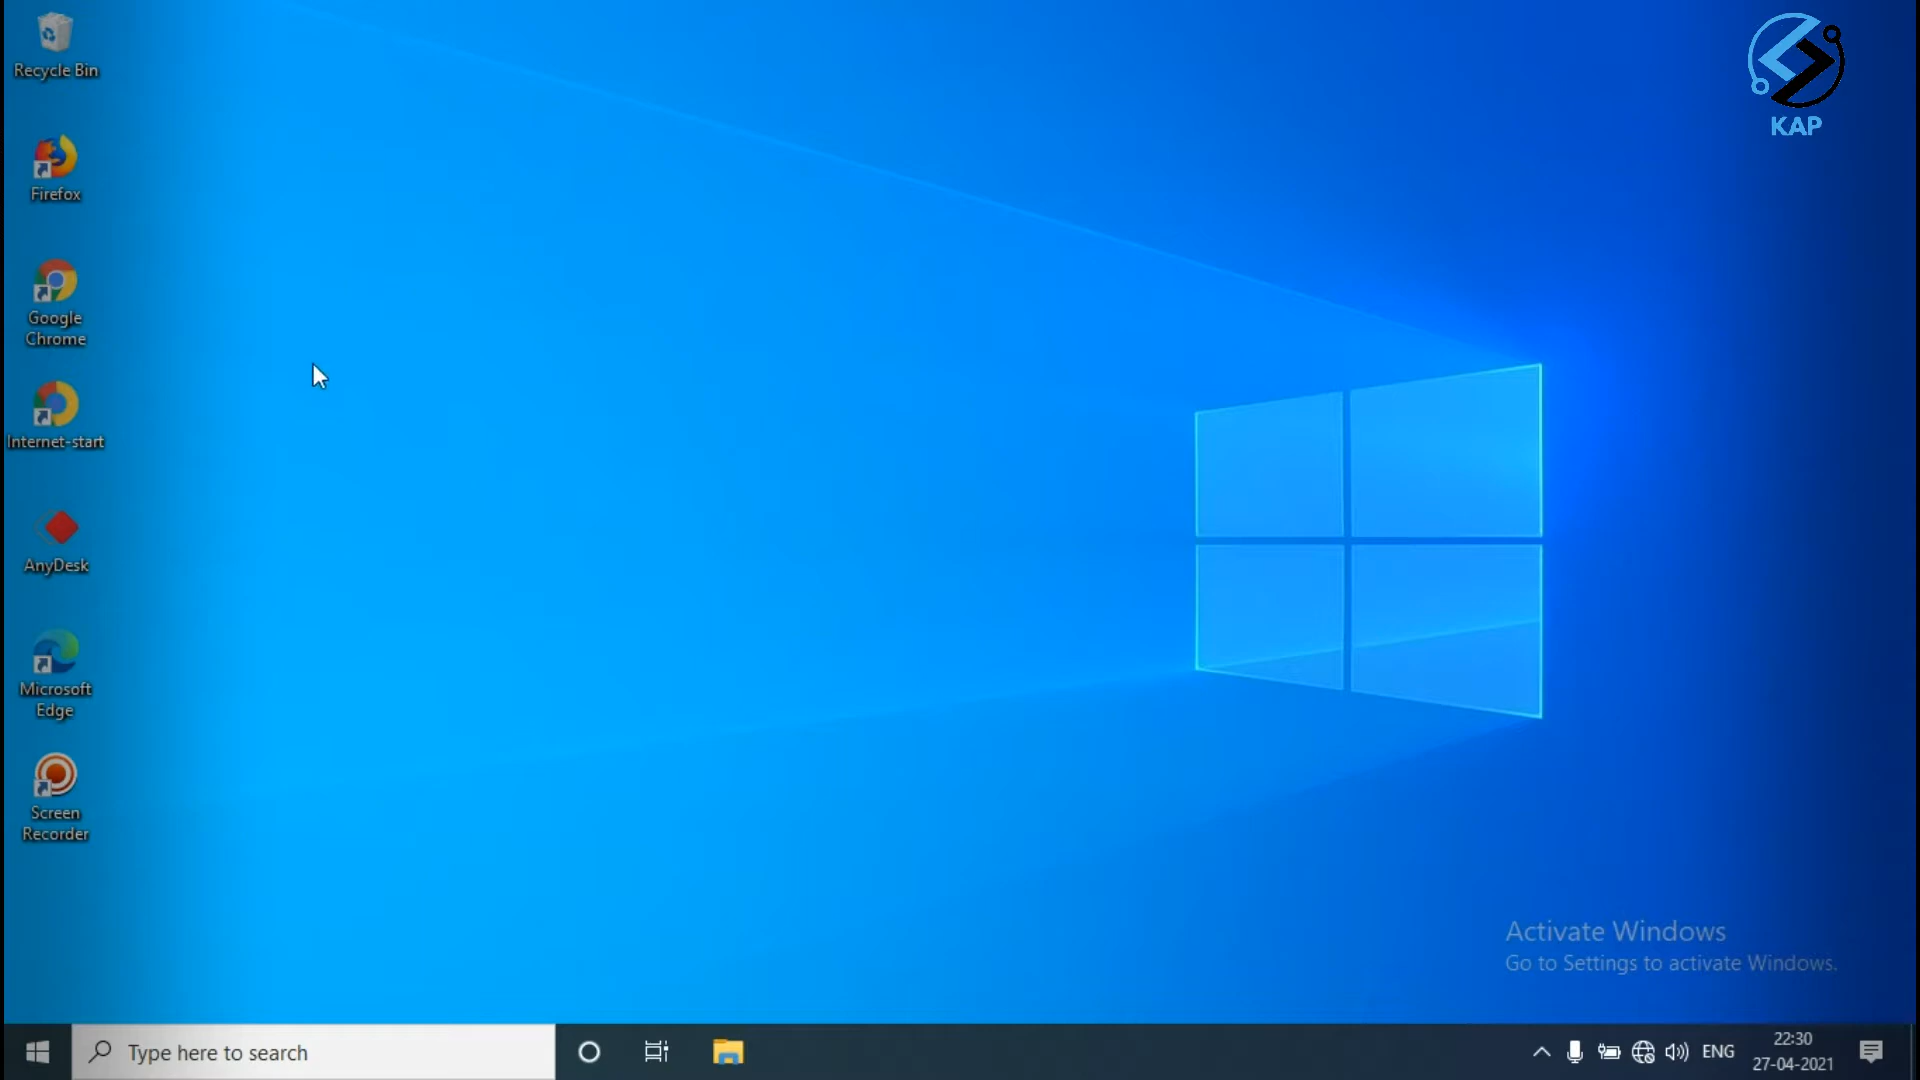 Recycle Bin
Firefox
Google
Chrome
Internet-start
AnyDesk
Microsoft
Edge
Screen
Recorder
KAP
Activate Windows
Go to Settings to activate Windows.
Type here to search
ENG
22:30
27-04-2021